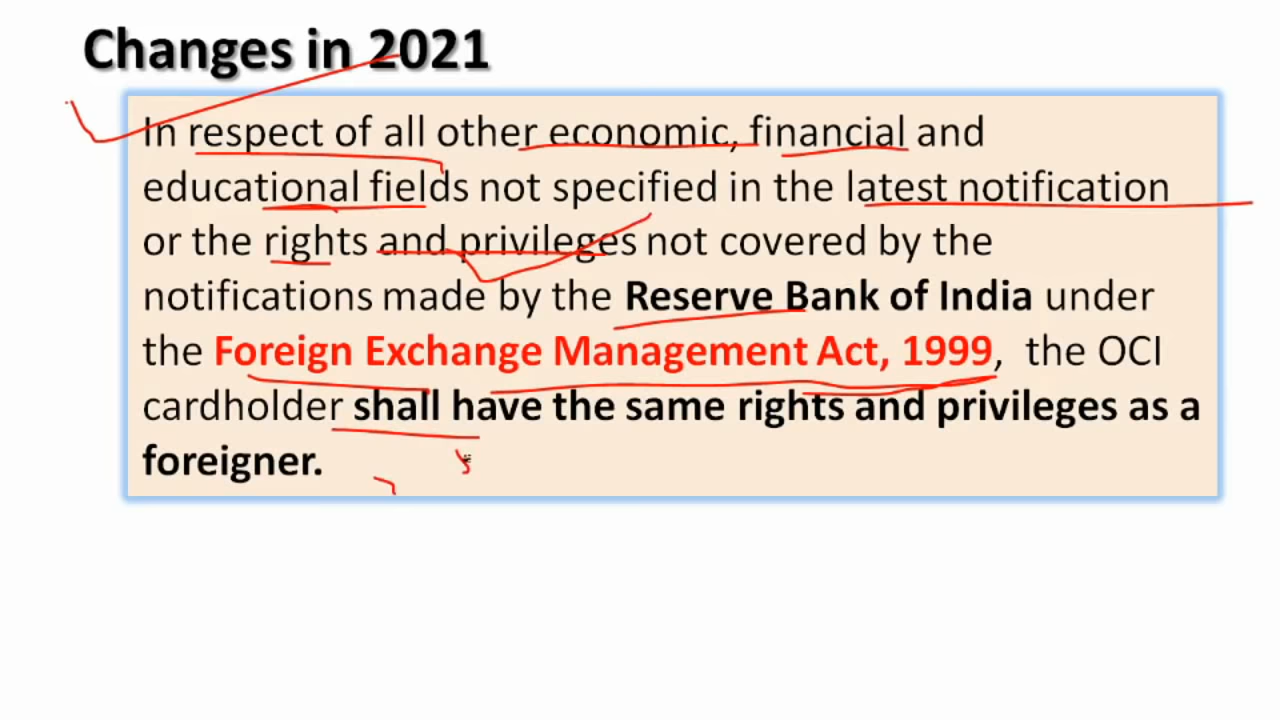 Changes in 2021
In respect of all other economic, financial and
educational fields not specified in the latest notification
or the rights and privileges not covered by the
notifications made by the Reserve Bank of India under
the Foreign Exchange Management Act, 1999, the OCI
cardholder shall have the same rights and privileges as a
foreigner.